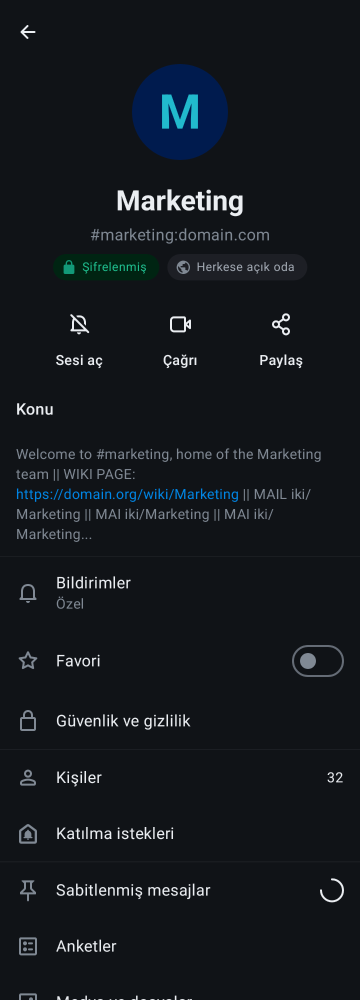 M
Marketing
#marketing:domain.com
Şifrelenmiş
Herkese açık oda
Sesi aç
Çağrı
Paylaş
Konu
Welcome to #marketing, home of the Marketing
team || WIKI PAGE:
https://domain.org/wiki/Marketing || MAIL iki/
Marketing || MAI iki/Marketing || MAI iki/
Marketing...
Bildirimler
Özel
Favori
Güvenlik ve gizlilik
Kişiler
32
Katılma istekleri
Sabitlenmiş mesajlar
Anketler